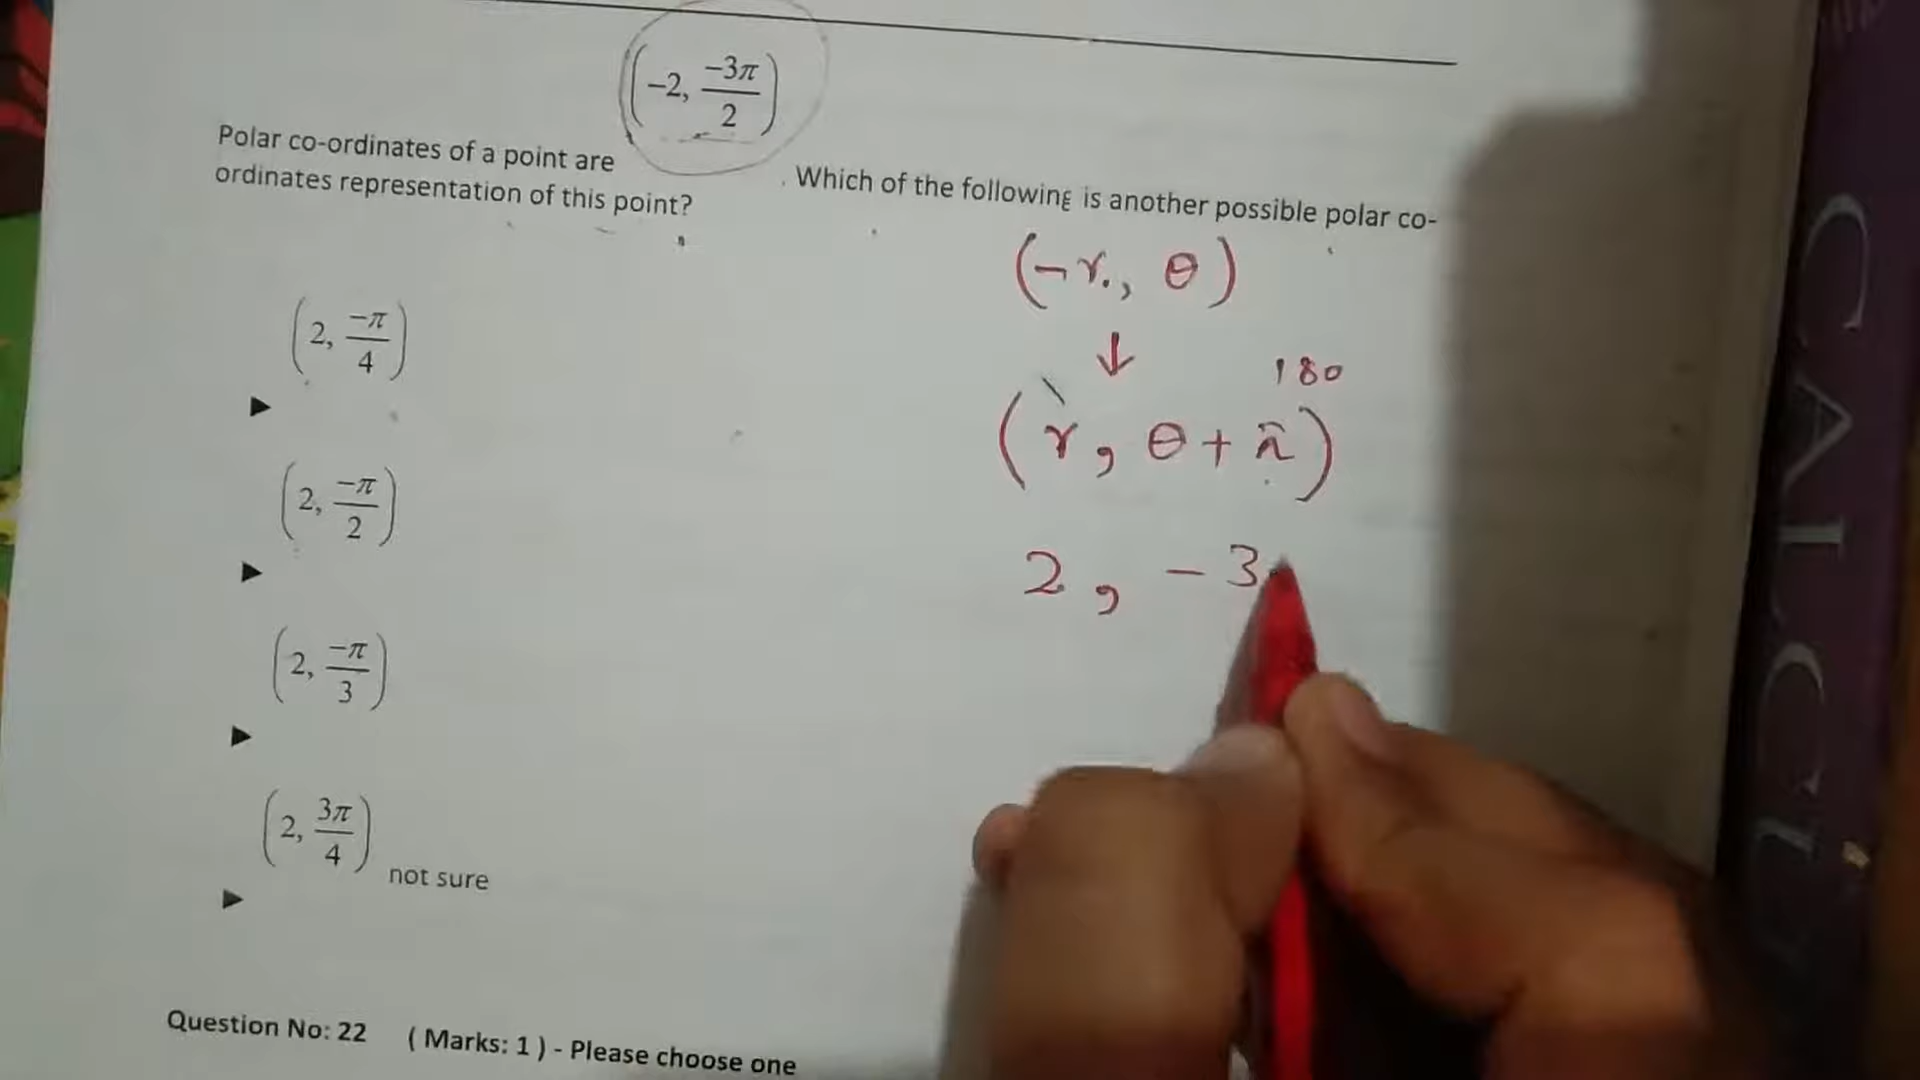 (-2, -3π/2)
Polar co-ordinates of a point are . Which of the following is another possible polar co-
ordinates representation of this point?
(-r, θ)
↓
180
(r, θ + π)
2, -3
(2, -π/4)
►
(2, -π/2)
►
(2, -π/3)
►
(2, 3π/4) not sure
►
Question No: 22 ( Marks: 1 ) - Please choose one
CALCU